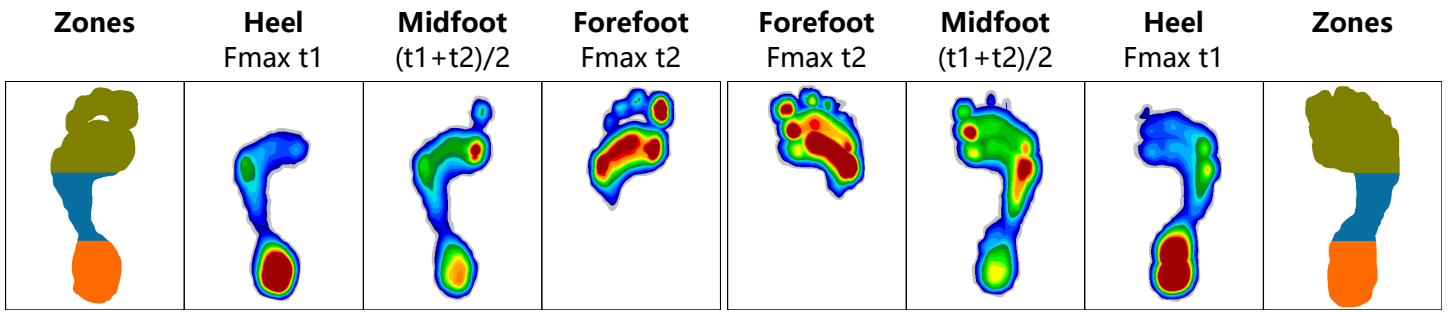 Zones Heel Midfoot Forefoot Forefoot Midfoot Heel Zones
Fmax t1 (t1+t2)/2 Fmax t2 Fmax t2 (t1+t2)/2 Fmax t1